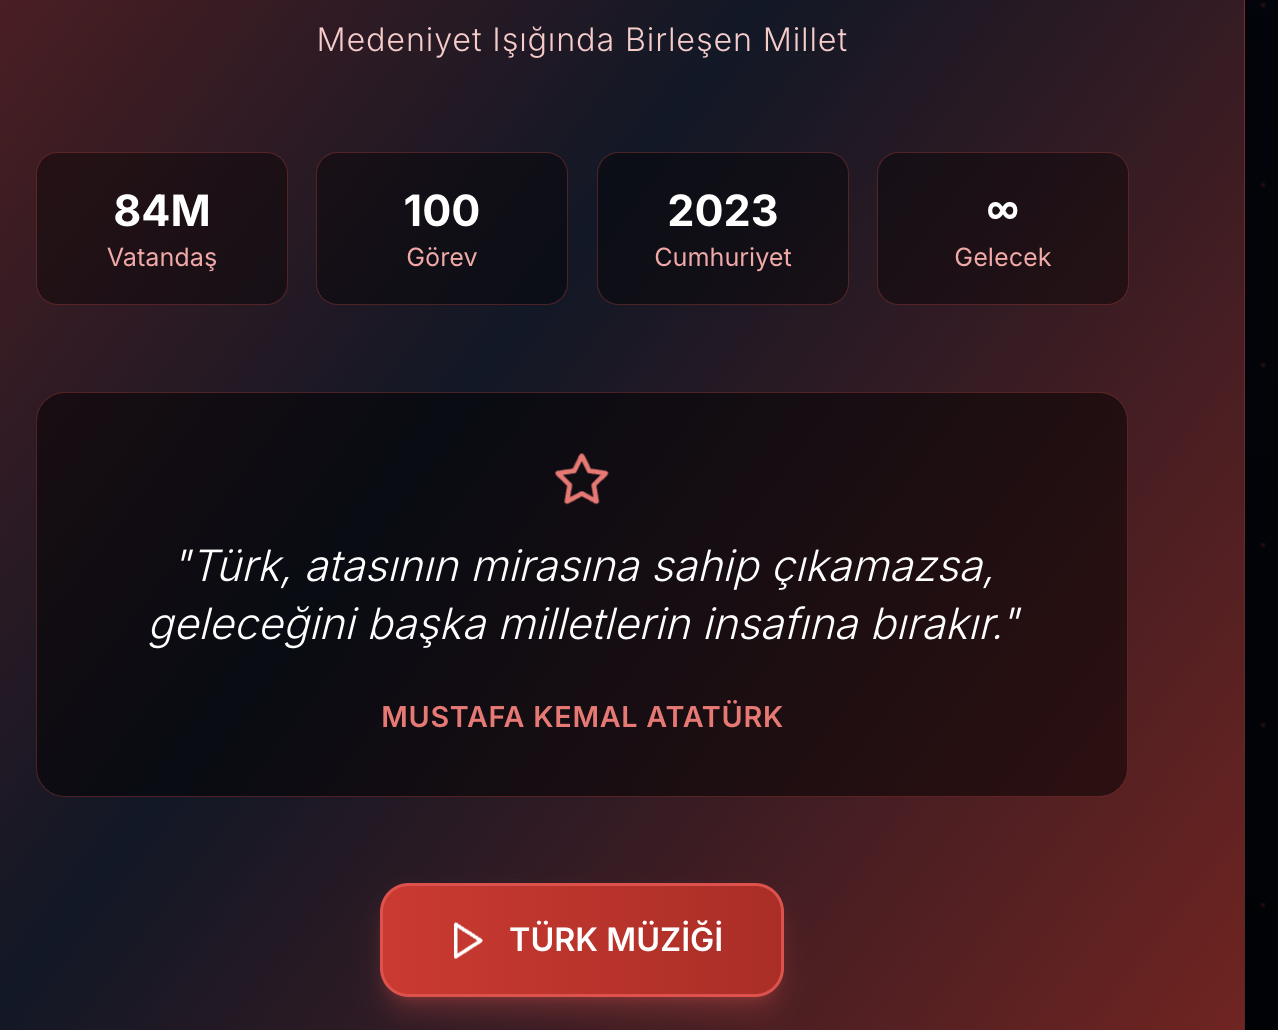 Medeniyet Işığında Birleşen Millet
84M
Vatandaş
100
Görev
2023
Cumhuriyet
∞
Gelecek
"Türk, atasının mirasına sahip çıkamazsa,
geleceğini başka milletlerin insafına bırakır."
MUSTAFA KEMAL ATATÜRK
TÜRK MÜZİĞİ